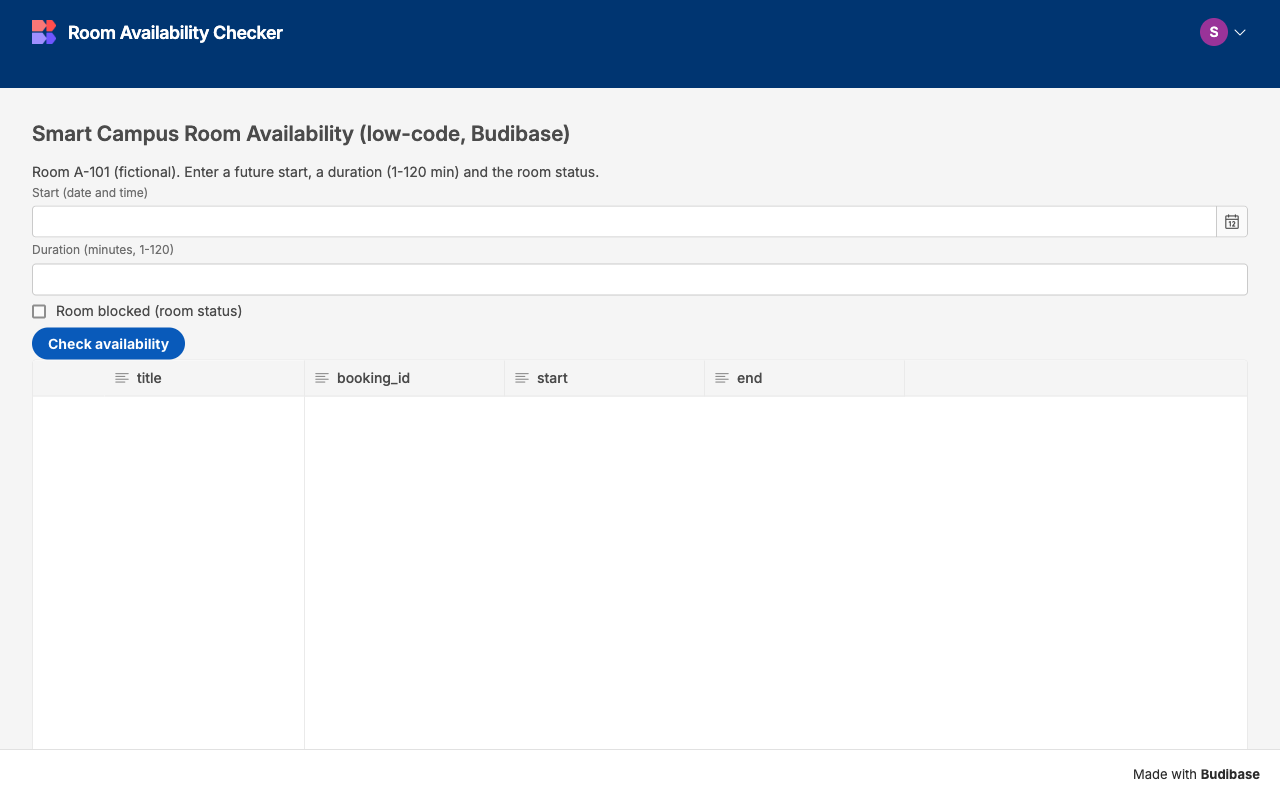 Room Availability Checker
S
Smart Campus Room Availability (low-code, Budibase)
Room A-101 (fictional). Enter a future start, a duration (1-120 min) and the room status.
Start (date and time)
12
Duration (minutes, 1-120)
Room blocked (room status)
Check availability
title booking_id start end
Made with Budibase